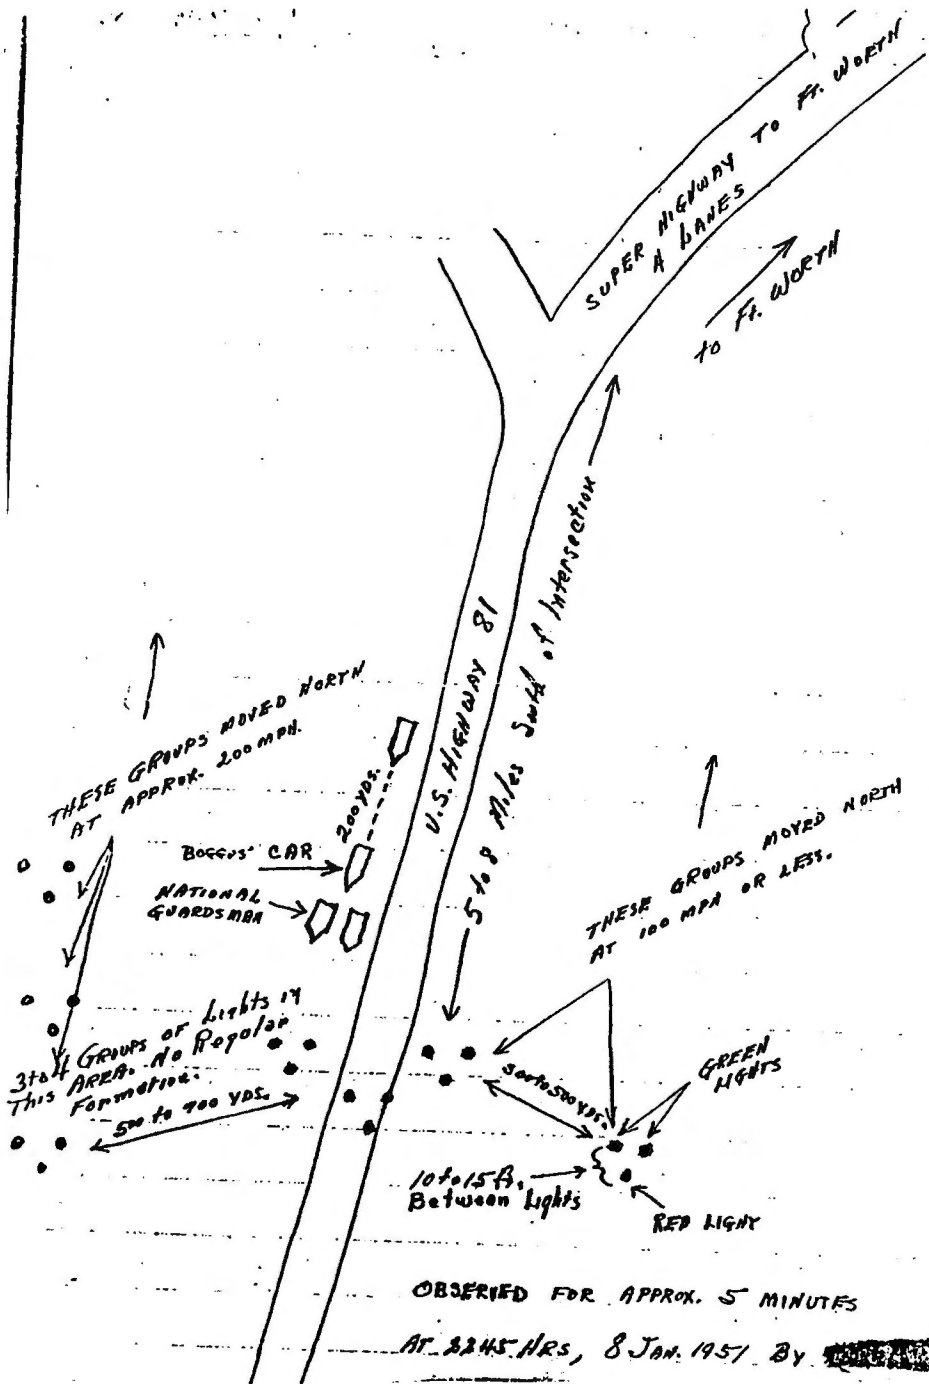 SUPER HIGHWAY TO Ft. WORTH
4 LANES
to Ft. WORTH
5 to 8 Miles South of Intersection
U.S. HIGHWAY 81
THESE GROUPS MOVED NORTH
AT APPROX. 200 MPH.
200 YDS.
BOGGUS' CAR
NATIONAL
GUARDSMAN
THESE GROUPS MOVED NORTH
AT 100 MPH OR LESS.
3 to 4 GROUPS OF Lights IN
This AREA. No Regular
Formation.
500 to 700 YDS.
300 to 500 YDS.
GREEN
LIGHTS
10 to 15 ft.
Between Lights
RED LIGHT
OBSERVED FOR APPROX. 5 MINUTES
AT 2245 HRS, 8 JAN. 1951 By